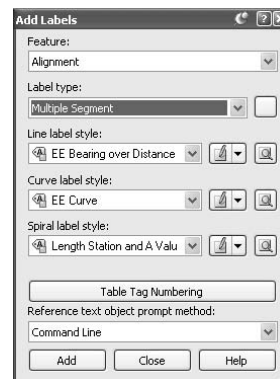 Add Labels
Feature:
Alignment
Label type:
Multiple Segment
Line label style:
EE Bearing over Distance
Curve label style:
EE Curve
Spiral label style:
Length Station and A Valu
Table Tag Numbering
Reference text object prompt method:
Command Line
Add Close Help